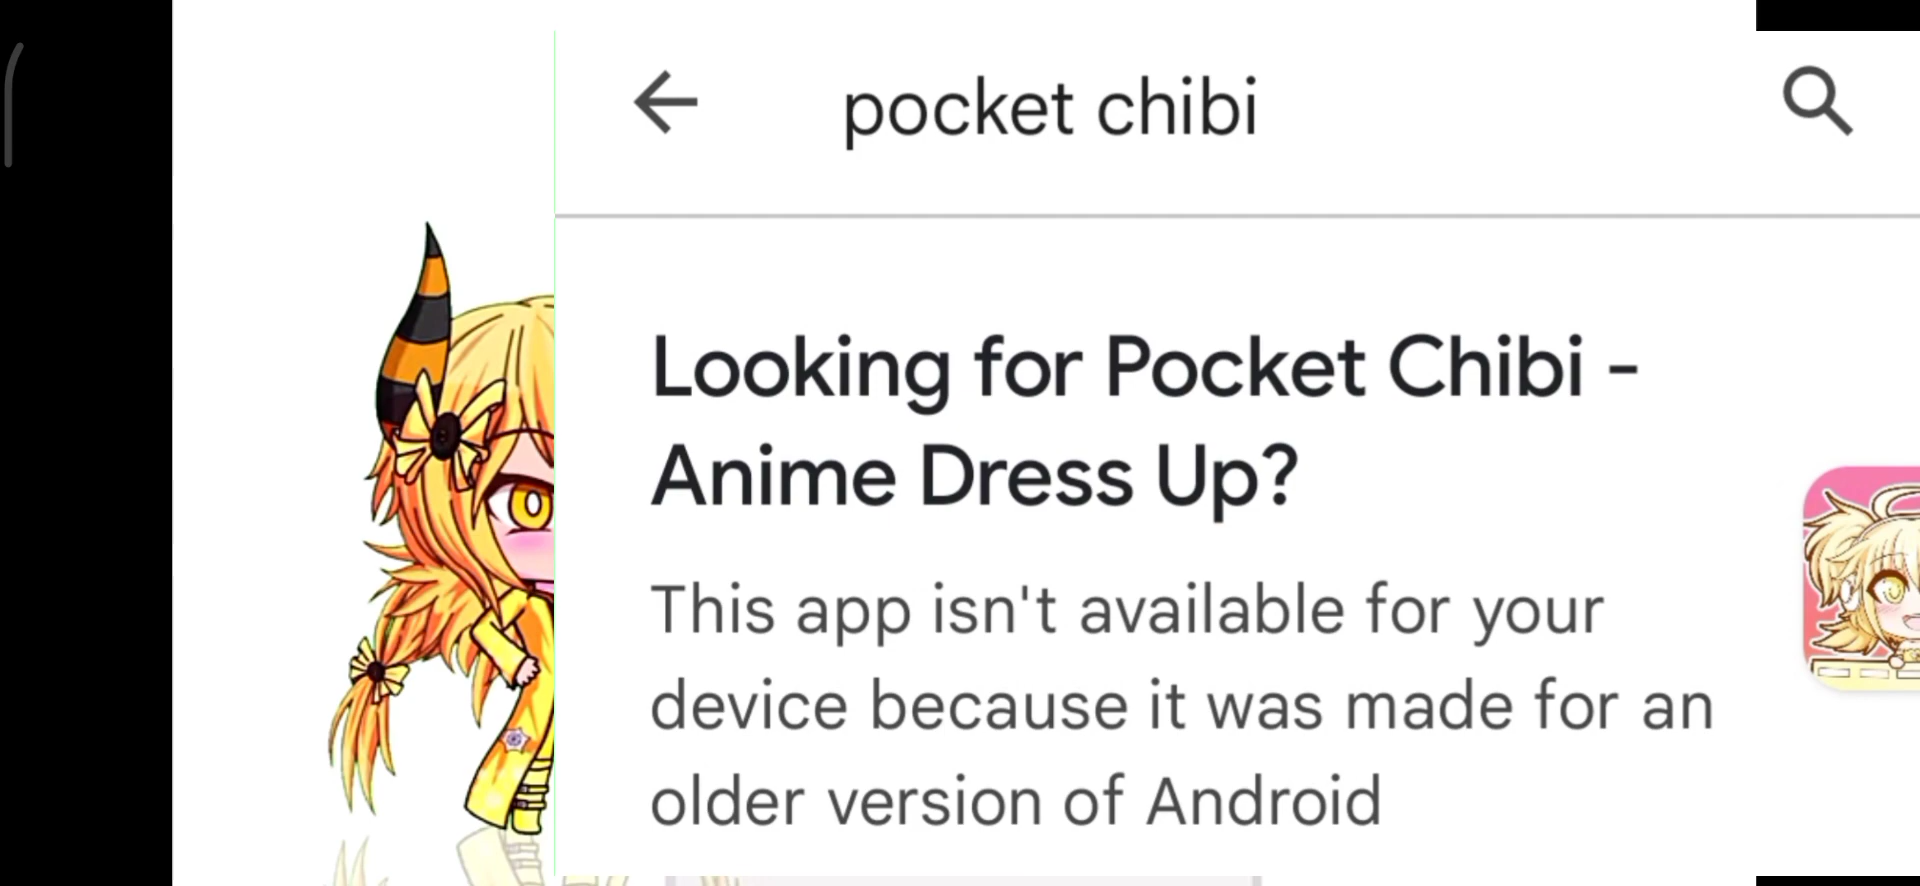 pocket chibi
Looking for Pocket Chibi -
Anime Dress Up?
This app isn't available for your
device because it was made for an
older version of Android